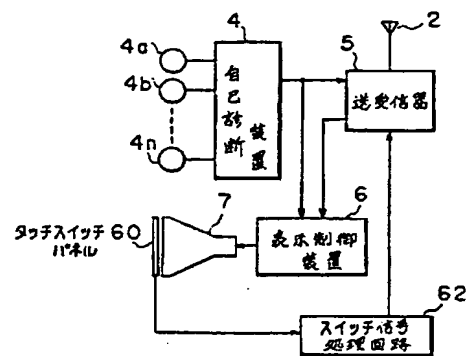 4
2
5
4a
4b
4n
自己診断装置
送受信器
7
6
タッチスイッチ 60
パネル
表示制御
装置
62
スイッチ信号
処理回路